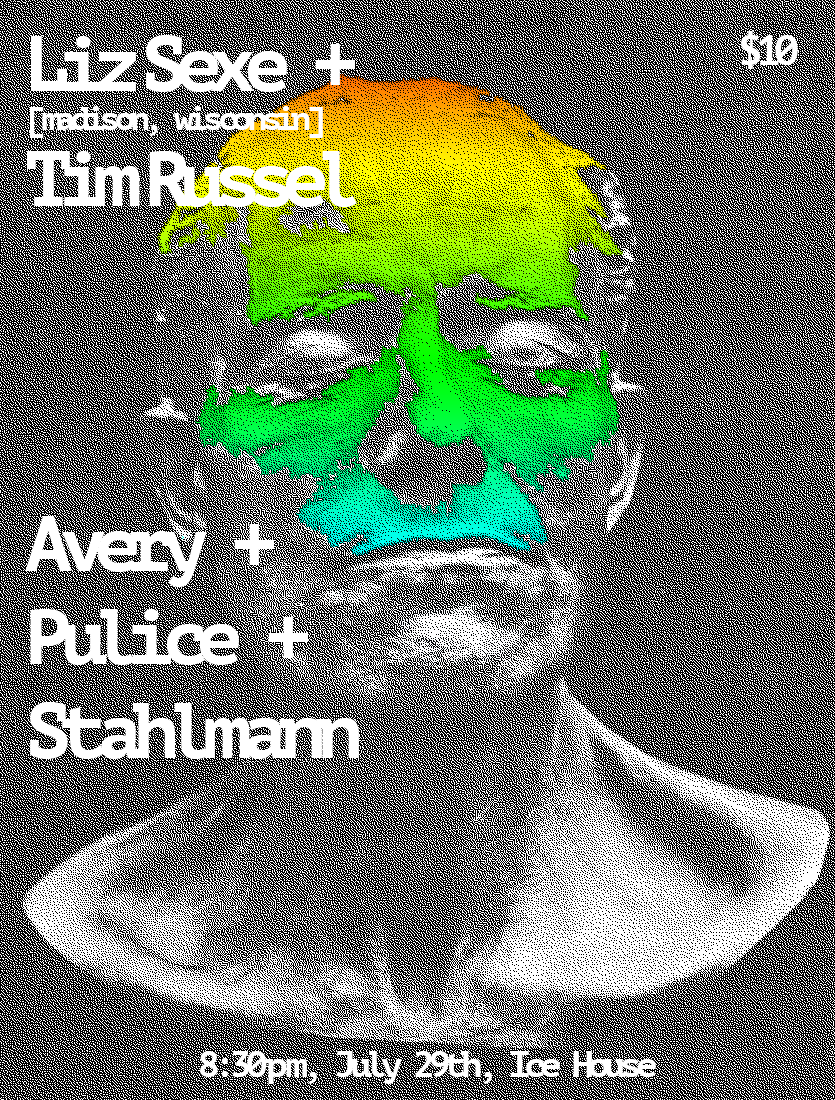 Liz Sexe +
$10
[madison, wisconsin]
Tim Russel
Avery +
Pulice +
Stahlmann
8:30pm, July 29th, Ice House